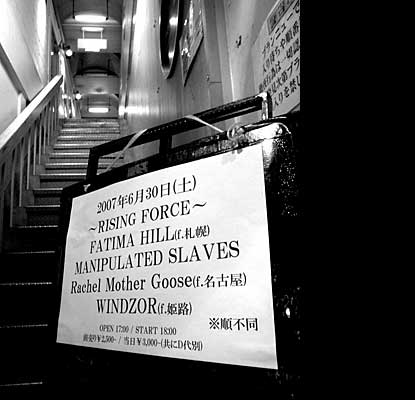 2007年6月30日(土)
～RISING FORCE～
FATIMA HILL(f.札幌)
MANIPULATED SLAVES
Rachel Mother Goose(f.名古屋)
WINDZOR(f.姫路)
※順不同
OPEN 17:00 / START 18:00
前売り¥2,500- / 当日¥3,000-(共にD代別)